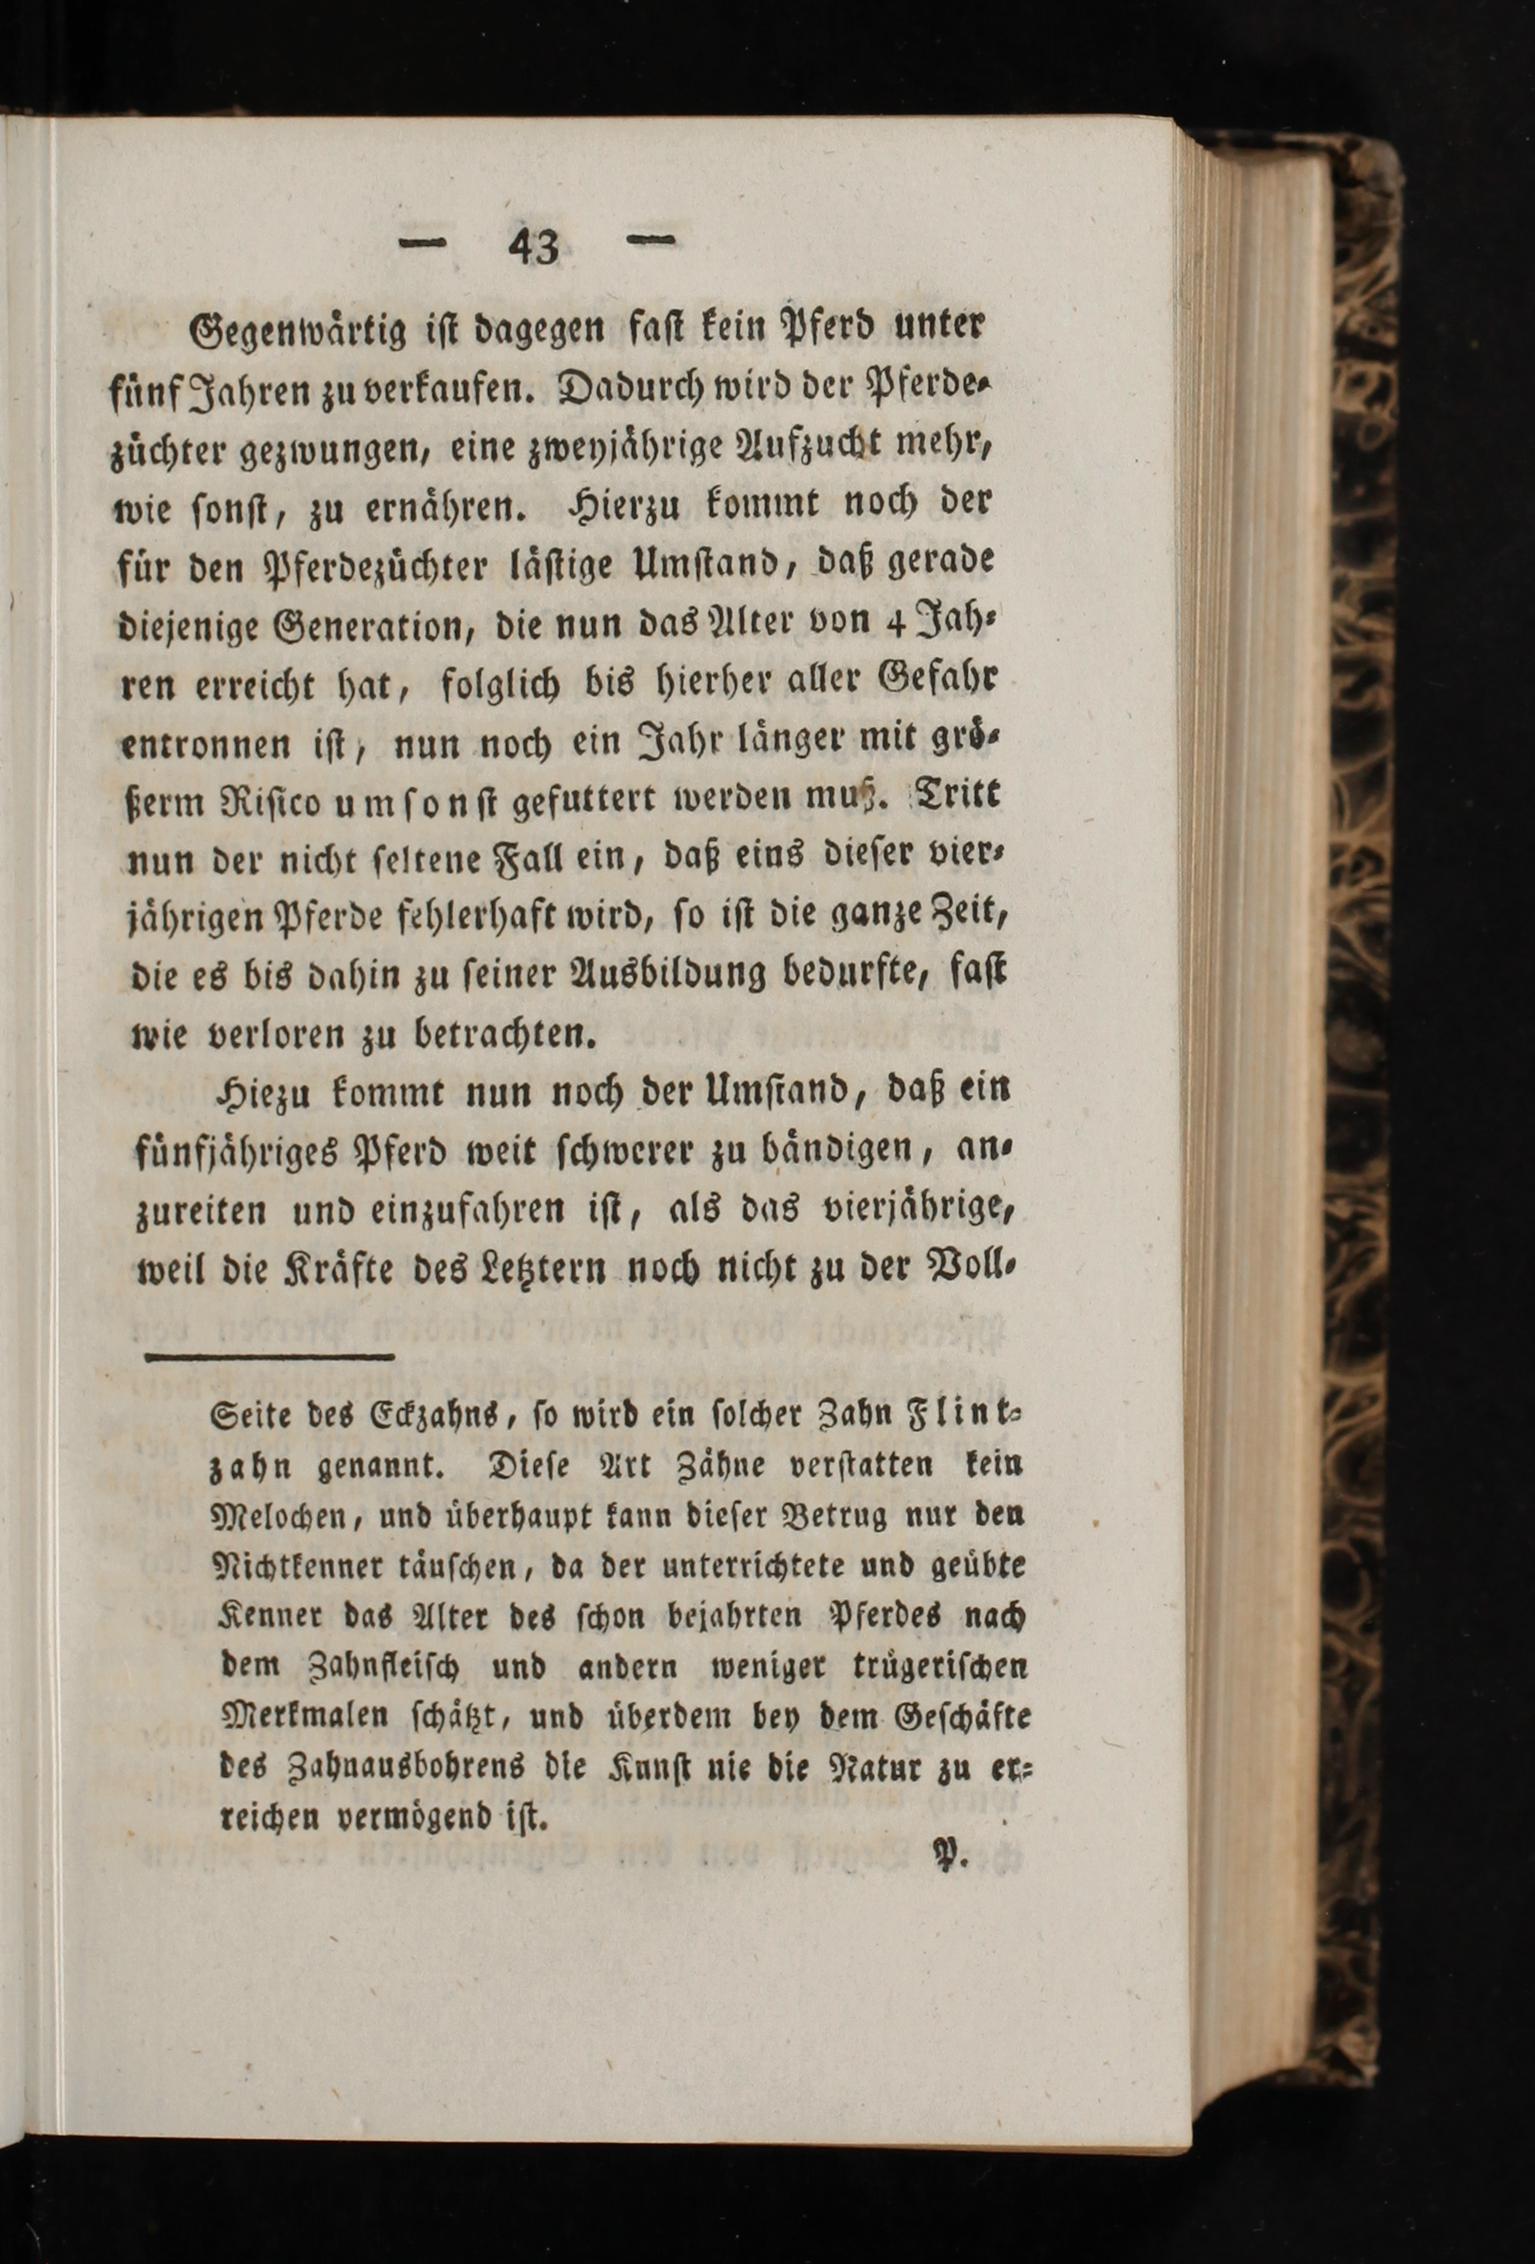 — 43 —
Gegenwärtig ist dagegen fast kein Pferd unter
fünf Jahren zu verkaufen. Dadurch wird der Pferde-
züchter gezwungen, eine zweyjährige Aufzucht mehr,
wie sonst, zu ernähren. Hierzu kommt noch der
für den Pferdezüchter lästige Umstand, daß gerade
diejenige Generation, die nun das Alter von 4 Jah-
ren erreicht hat, folglich bis hierher aller Gefahr
entronnen ist, nun noch ein Jahr länger mit grö-
ßerm Risico umsonst gefuttert werden muß. Tritt
nun der nicht seltene Fall ein, daß eins dieser vier-
jährigen Pferde fehlerhaft wird, so ist die ganze Zeit,
die es bis dahin zu seiner Ausbildung bedurfte, fast
wie verloren zu betrachten.
Hiezu kommt nun noch der Umstand, daß ein
fünfjähriges Pferd weit schwerer zu bändigen, an-
zureiten und einzufahren ist, als das vierjährige,
weil die Kräfte des Letztern noch nicht zu der Voll-
Seite des Eckzahns, so wird ein solcher Zahn Flint-
zahn genannt. Diese Art Zähne verstatten kein
Melochen, und überhaupt kann dieser Betrug nur den
Nichtkenner täuschen, da der unterrichtete und geübte
Kenner das Alter des schon bejahrten Pferdes nach
dem Zahnfleisch und andern weniger trügerischen
Merkmalen schätzt, und überdem bey dem Geschäfte
des Zahnausbohrens die Kunst nie die Natur zu er-
reichen vermögend ist.
P.